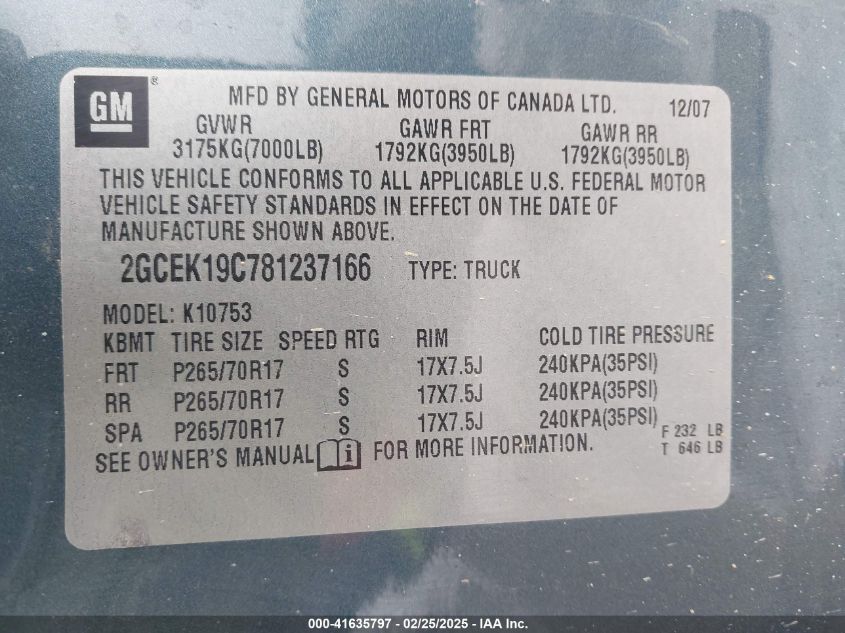 GM®
MFD BY GENERAL MOTORS OF CANADA LTD. 12/07
GVWR GAWR FRT GAWR RR
3175KG(7000LB) 1792KG(3950LB) 1792KG(3950LB)
THIS VEHICLE CONFORMS TO ALL APPLICABLE U.S. FEDERAL MOTOR
VEHICLE SAFETY STANDARDS IN EFFECT ON THE DATE OF
MANUFACTURE SHOWN ABOVE.
2GCEK19C781237166 TYPE: TRUCK
MODEL: K10753
KBMT TIRE SIZE SPEED RTG RIM COLD TIRE PRESSURE
FRT P265/70R17 S 17X7.5J 240KPA(35PSI)
RR P265/70R17 S 17X7.5J 240KPA(35PSI)
SPA P265/70R17 S 17X7.5J 240KPA(35PSI)
F 232 LB
T 646 LB
SEE OWNER'S MANUAL i FOR MORE INFORMATION.
000-41635797 - 02/25/2025 - IAA Inc.